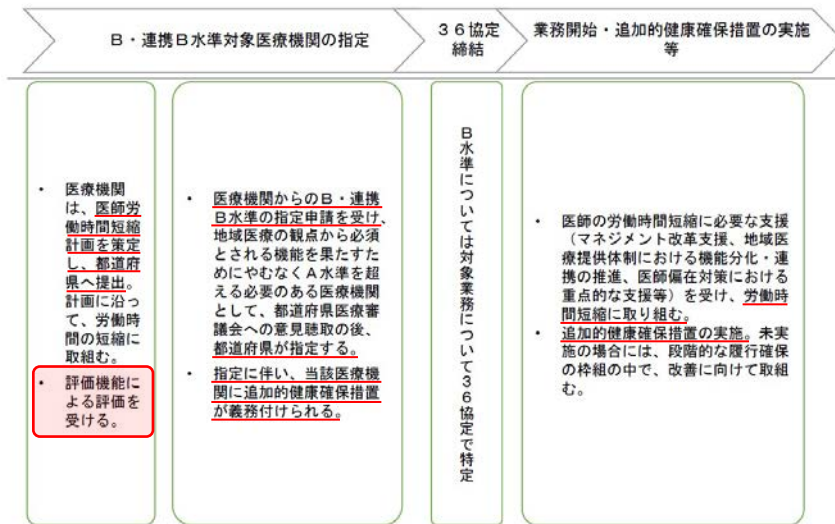 B・連携B水準対象医療機関の指定
３６協定
締結
業務開始・追加的健康確保措置の実施
等
・ 医療機関
は、医師労
働時間短縮
計画を策定
し、都道府
県へ提出。
計画に沿っ
て、労働時
間の短縮に
取組む。
・ 評価機能に
よる評価を
受ける。
・ 医療機関からのB・連携
B水準の指定申請を受け、
地域医療の観点から必須
とされる機能を果たすた
めにやむなくA水準を超
える必要のある医療機関
として、都道府県医療審
議会への意見聴取の後、
都道府県が指定する。
・ 指定に伴い、当該医療機
関に追加的健康確保措置
が義務付けられる。
B水準については対象業務について３６協定で特定
・ 医師の労働時間短縮に必要な支援
（マネジメント改革支援、地域医
療提供体制における機能分化・連
携の推進、医師偏在対策における
重点的な支援等）を受け、労働時
間短縮に取り組む。
・ 追加的健康確保措置の実施。未実
施の場合には、段階的な履行確保
の枠組の中で、改善に向けて取組
む。